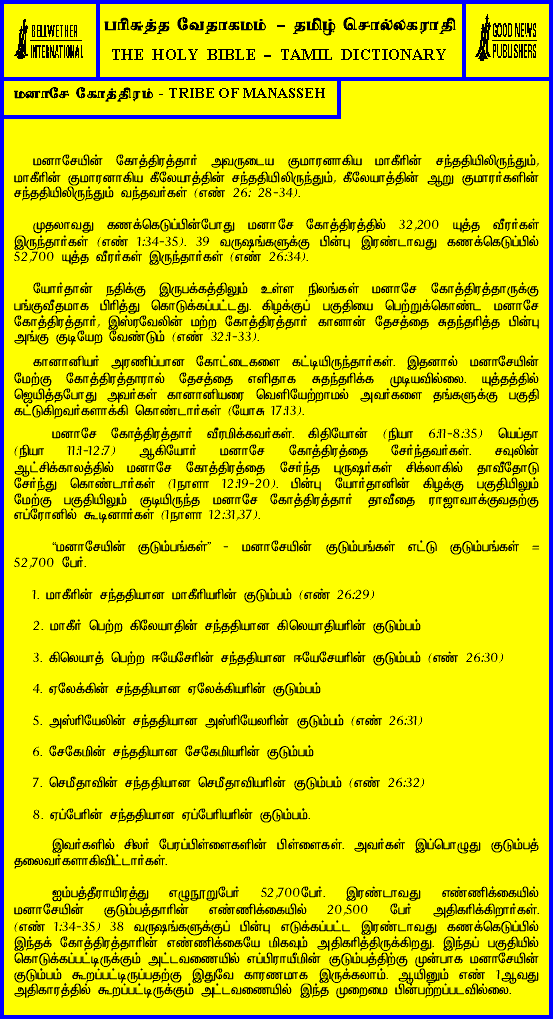 BELLWETHER
INTERNATIONAL
பரிசுத்த வேதாகமம் – தமிழ் சொல்லகராதி
THE HOLY BIBLE – TAMIL DICTIONARY
GOOD NEWS
PUBLISHERS
மனாசே கோத்திரம் - TRIBE OF MANASSEH
மனாசேயின் கோத்திரத்தார் அவருடைய குமாரனாகிய மாகீரின் சந்ததியிலிருந்தும்,
மாகீரின் குமாரனாகிய கீலேயாத்தின் சந்ததியிலிருந்தும், கீலேயாத்தின் ஆறு குமாரர்களின்
சந்ததியிலிருந்தும் வந்தவர்கள் (எண் 26: 28-34).
முதலாவது கணக்கெடுப்பின்போது மனாசே கோத்திரத்தில் 32,200 யுத்த வீரர்கள்
இருந்தார்கள் (எண் 1:34-35). 39 வருஷங்களுக்கு பின்பு இரண்டாவது கணக்கெடுப்பில்
52,700 யுத்த வீரர்கள் இருந்தார்கள் (எண் 26:34).
யோர்தான் நதிக்கு இருபக்கத்திலும் உள்ள நிலங்கள் மனாசே கோத்திரத்தாருக்கு
பங்குவீதமாக பிரித்து கொடுக்கப்பட்டது. கிழக்குப் பகுதியை பெற்றுக்கொண்ட மனாசே
கோத்திரத்தார், இஸ்ரவேலின் மற்ற கோத்திரத்தார் கானான் தேசத்தை சுதந்தரித்த பின்பு
அங்கு குடியேற வேண்டும் (எண் 32:1-33).
கானானியர் அரணிப்பான கோட்டைகளை கட்டியிருந்தார்கள். இதனால் மனாசேயின்
மேற்கு கோத்திரத்தாரால் தேசத்தை எளிதாக சுதந்தரிக்க முடியவில்லை. யுத்தத்தில்
ஜெயித்தபோது அவர்கள் கானானியரை வெளியேற்றாமல் அவர்களை தங்களுக்கு பகுதி
கட்டுகிறவர்களாக்கி கொண்டார்கள் (யோசு 17:13).
மனாசே கோத்திரத்தார் வீரமிக்கவர்கள். கிதியோன் (நியா 6:11-8:35) யெப்தா
(நியா 11:1-12:7) ஆகியோர் மனாசே கோத்திரத்தை சேர்ந்தவர்கள். சவுலின்
ஆட்சிக்காலத்தில் மனாசே கோத்திரத்தை சேர்ந்த புருஷர்கள் சிக்லாகில் தாவீதோடு
சேர்ந்து கொண்டார்கள் (1நாளா 12:19-20). பின்பு யோர்தானின் கிழக்கு பகுதியிலும்
மேற்கு பகுதியிலும் குடியிருந்த மனாசே கோத்திரத்தார் தாவீதை ராஜாவாக்குவதற்கு
எப்ரோனில் கூடினார்கள் (1நாளா 12:31,37).
“மனாசேயின் குடும்பங்கள்” - மனாசேயின் குடும்பங்கள் எட்டு குடும்பங்கள் =
52,700 பேர்.
1. மாகீரின் சந்ததியான மாகீரியரின் குடும்பம் (எண் 26:29)
2. மாகீர் பெற்ற கிலேயாதின் சந்ததியான கிலெயாதியரின் குடும்பம்
3. கிலெயாத் பெற்ற ஈயேசேரின் சந்ததியான ஈயேசேயரின் குடும்பம் (எண் 26:30)
4. ஏலேக்கின் சந்ததியான ஏலேக்கியரின் குடும்பம்
5. அஸ்ரியேலின் சந்ததியான அஸ்ரியேலரின் குடும்பம் (எண் 26:31)
6. சேகேமின் சந்ததியான சேகேமியரின் குடும்பம்
7. செமீதாவின் சந்ததியான செமீதாவியரின் குடும்பம் (எண் 26:32)
8. ஏப்பேரின் சந்ததியான ஏப்பேரியரின் குடும்பம்.
இவர்களில் சிலர் பேரப்பிள்ளைகளின் பிள்ளைகள். அவர்கள் இப்பொழுது குடும்பத்
தலைவர்களாகிவிட்டார்கள்.
ஐம்பத்தீராயிரத்து எழுநூறுபேர் 52,700பேர். இரண்டாவது எண்ணிக்கையில்
மனாசேயின் குடும்பத்தாரின் எண்ணிக்கையில் 20,500 பேர் அதிகரிக்கிறார்கள்.
(எண் 1:34-35) 38 வருஷங்களுக்குப் பின்பு எடுக்கப்பட்ட இரண்டாவது கணக்கெடுப்பில்
இந்தக் கோத்திரத்தாரின் எண்ணிக்கையே மிகவும் அதிகரித்திருக்கிறது. இந்தப் பகுதியில்
கொடுக்கப்பட்டிருக்கும் அட்டவணையில் எப்பிராயீமின் குடும்பத்திற்கு முன்பாக மனாசேயின்
குடும்பம் கூறப்பட்டிருப்பதற்கு இதுவே காரணமாக இருக்கலாம். ஆயினும் எண் 1ஆவது
அதிகாரத்தில் கூறப்பட்டிருக்கும் அட்டவணையில் இந்த முறைமை பின்பற்றப்படவில்லை.